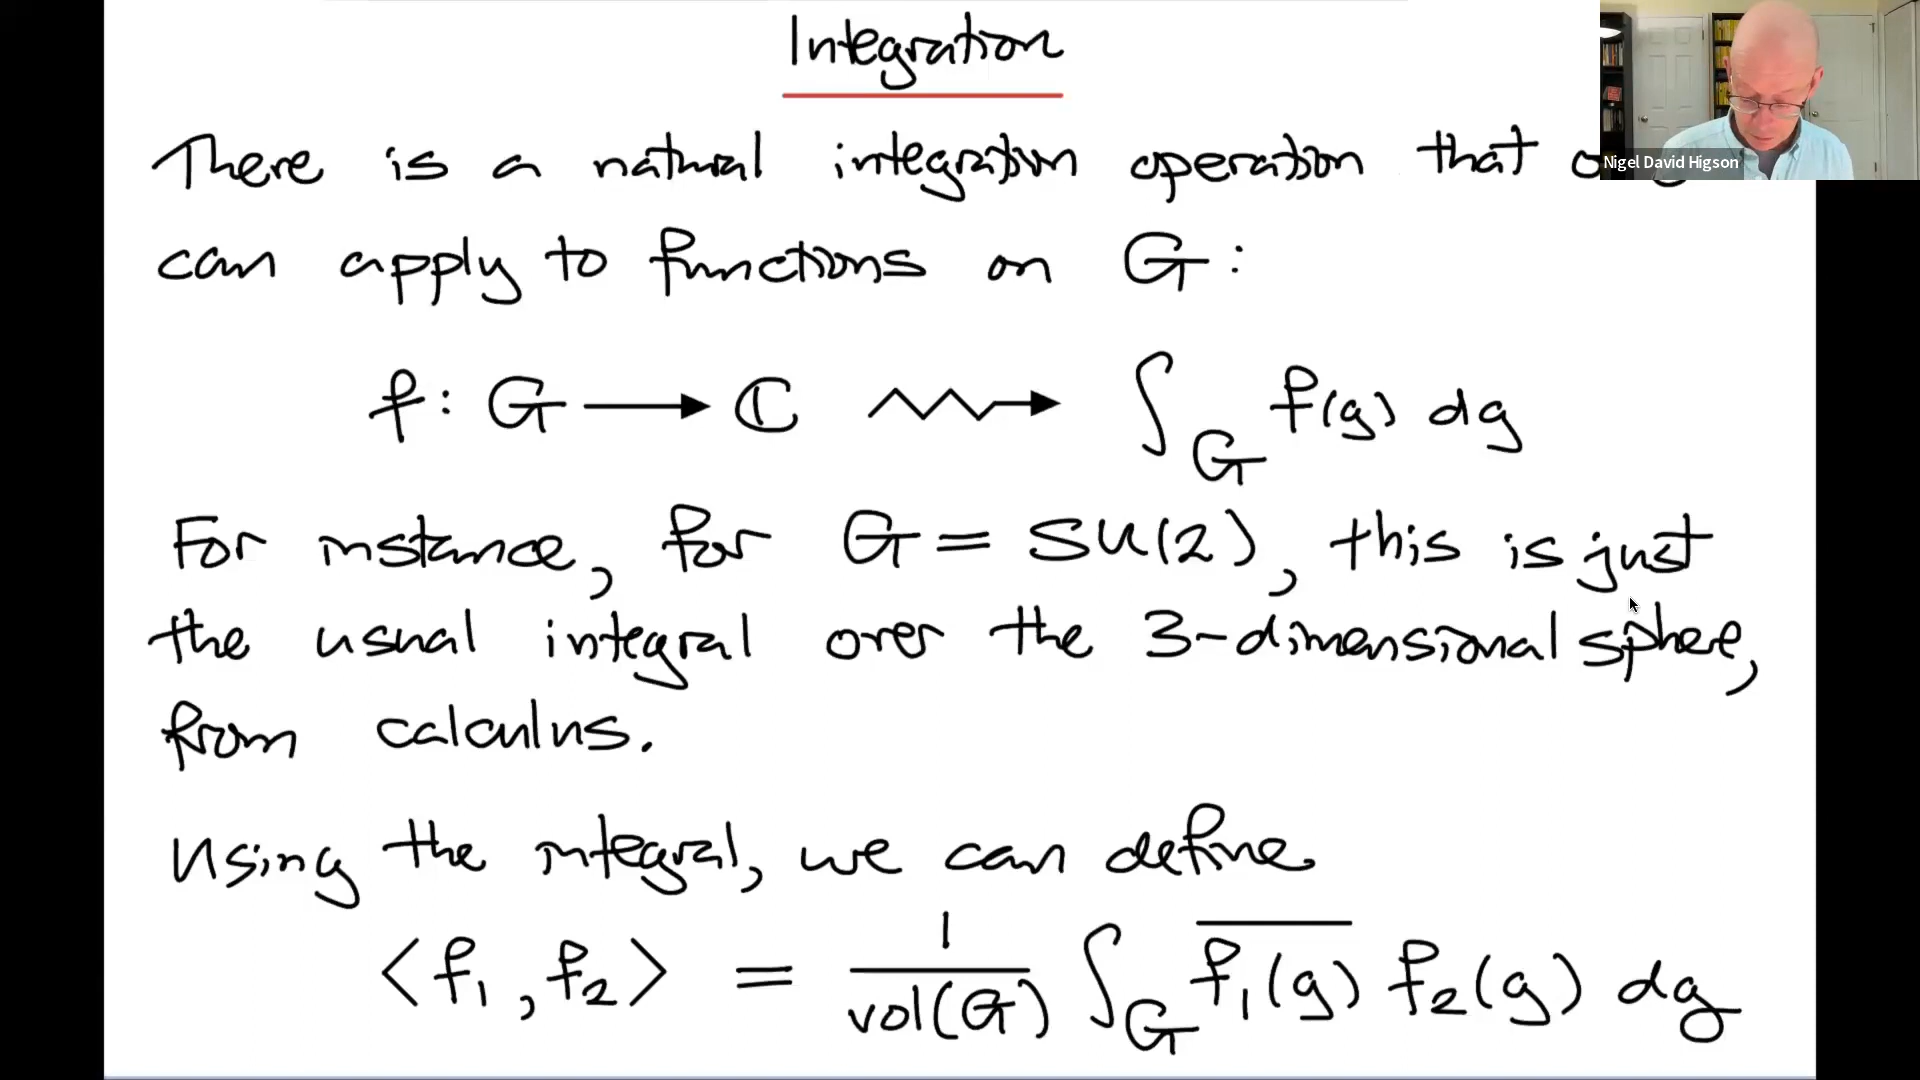 Integration
There is a natural integration operation that
Nigel David Higson
can apply to functions on G:
f: G ⟶ ℂ ⇝ ∫_G f(g) dg
For instance, for G = SU(2), this is just
the usual integral over the 3-dimensional sphere,
from calculus.
Using the integral, we can define
⟨f₁, f₂⟩ = 1/vol(G) ∫_G \overline{f₁(g)} f₂(g) dg